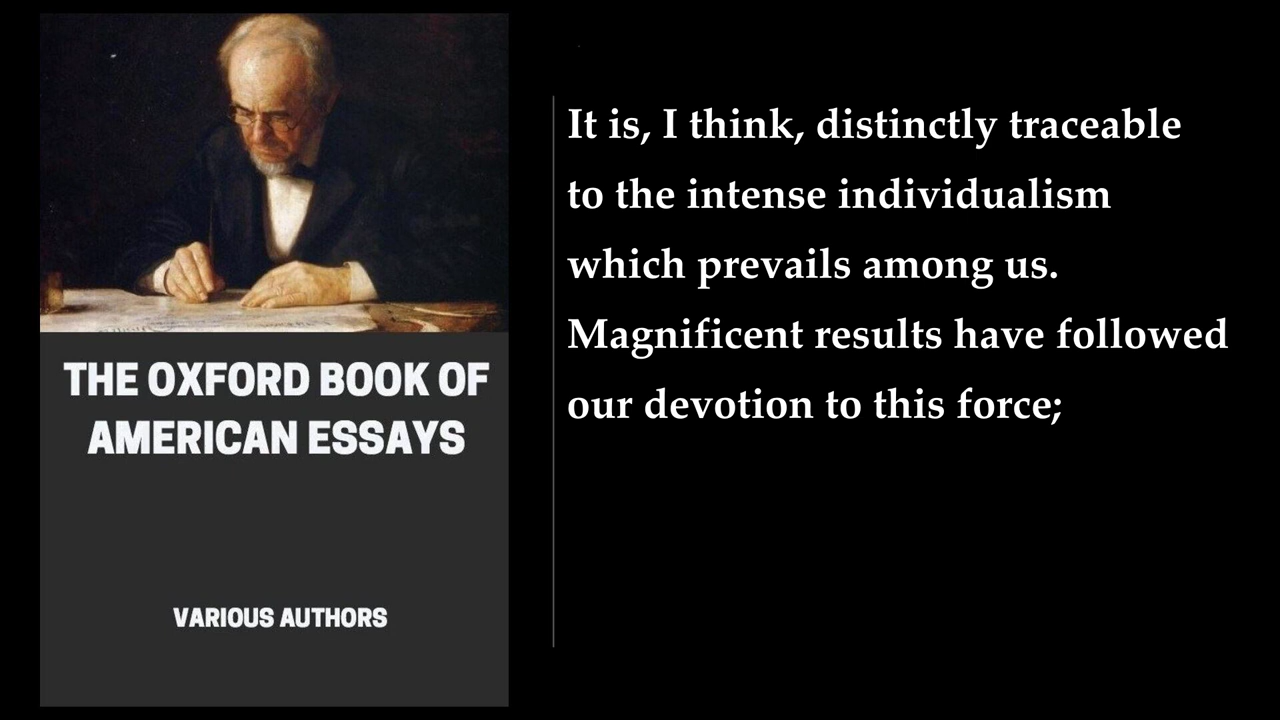 THE OXFORD BOOK OF
AMERICAN ESSAYS
VARIOUS AUTHORS
It is, I think, distinctly traceable
to the intense individualism
which prevails among us.
Magnificent results have followed
our devotion to this force;